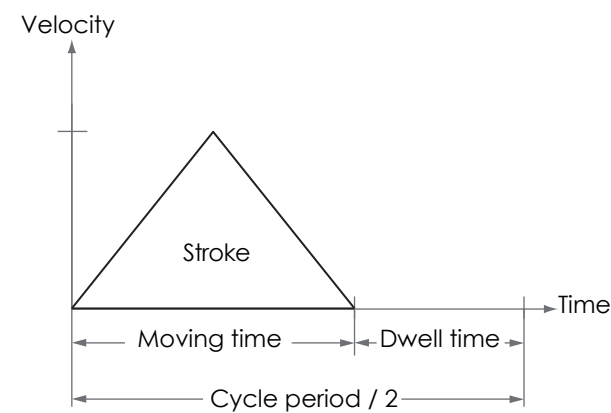 Velocity
Stroke
Time
Moving time
Dwell time
Cycle period / 2